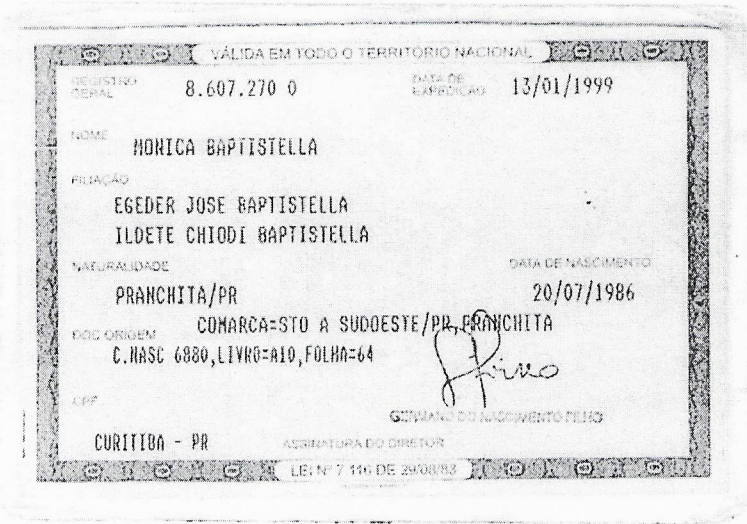 VÁLIDA EM TODO O TERRITÓRIO NACIONAL
REGISTRO GERAL 8.607.270 0 DATA DE EXPEDIÇÃO 13/01/1999
NOME MONICA BAPTISTELLA
FILIAÇÃO
EGEDER JOSE BAPTISTELLA
ILDETE CHIODI BAPTISTELLA
NATURALIDADE DATA DE NASCIMENTO
PRANCHITA/PR 20/07/1986
DOC ORIGEM COMARCA=STO A SUDOESTE/PR, PRANCHITA
C.NASC 6880,LIVRO=A10,FOLHA=64
CPF
GERMANO DO NASCIMENTO FILHO
CURITIBA - PR ASSINATURA DO DIRETOR
LEI Nº 7.116 DE 29/08/83